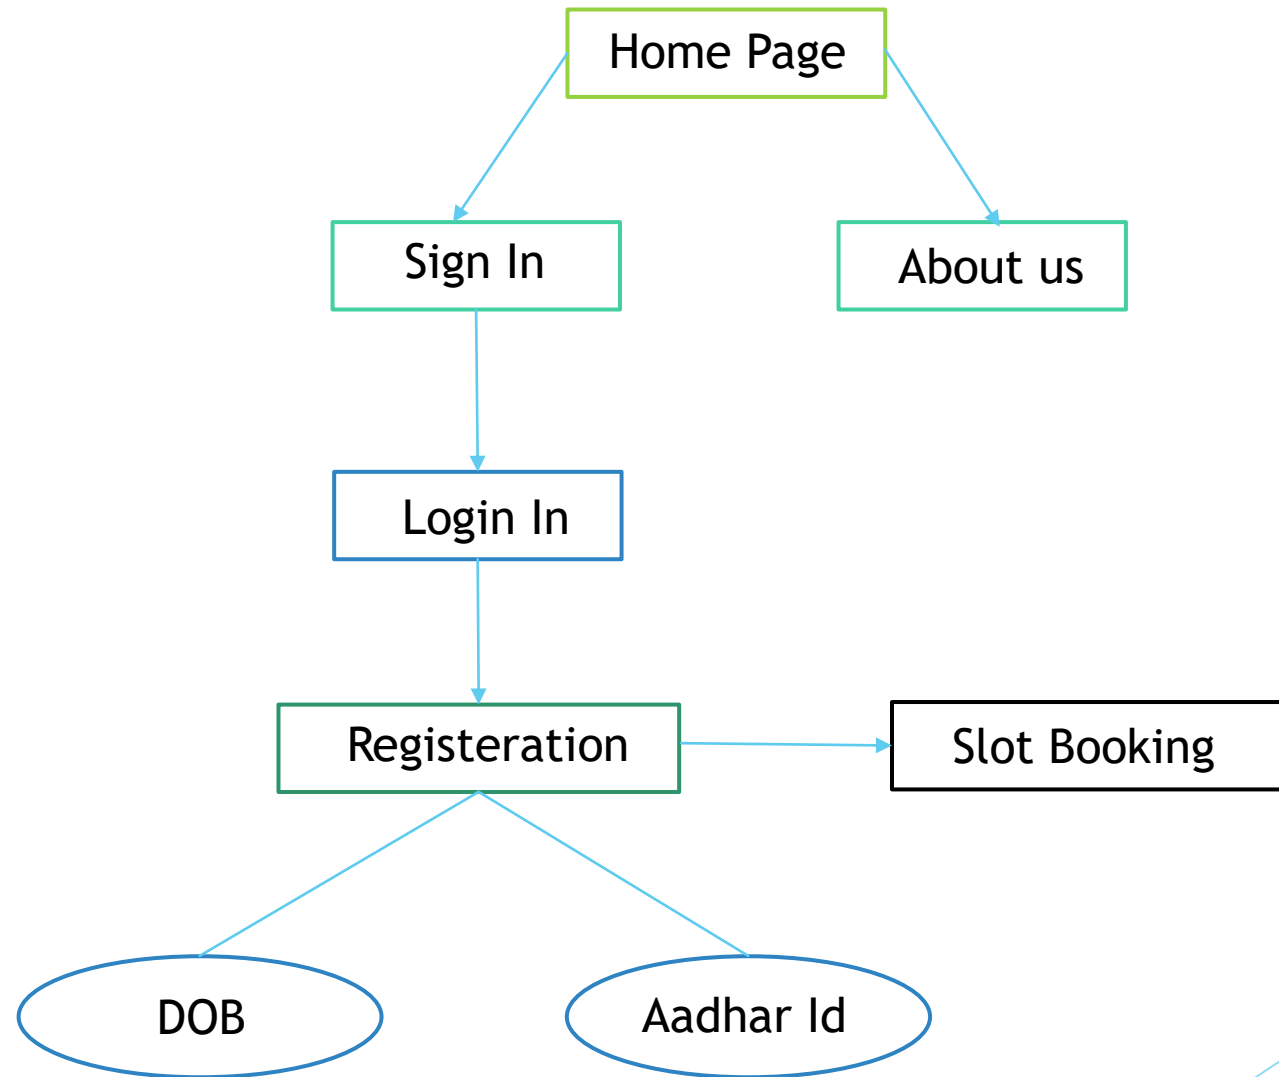 Home Page
Sign In
About us
Login In
Registeration
Slot Booking
DOB
Aadhar Id